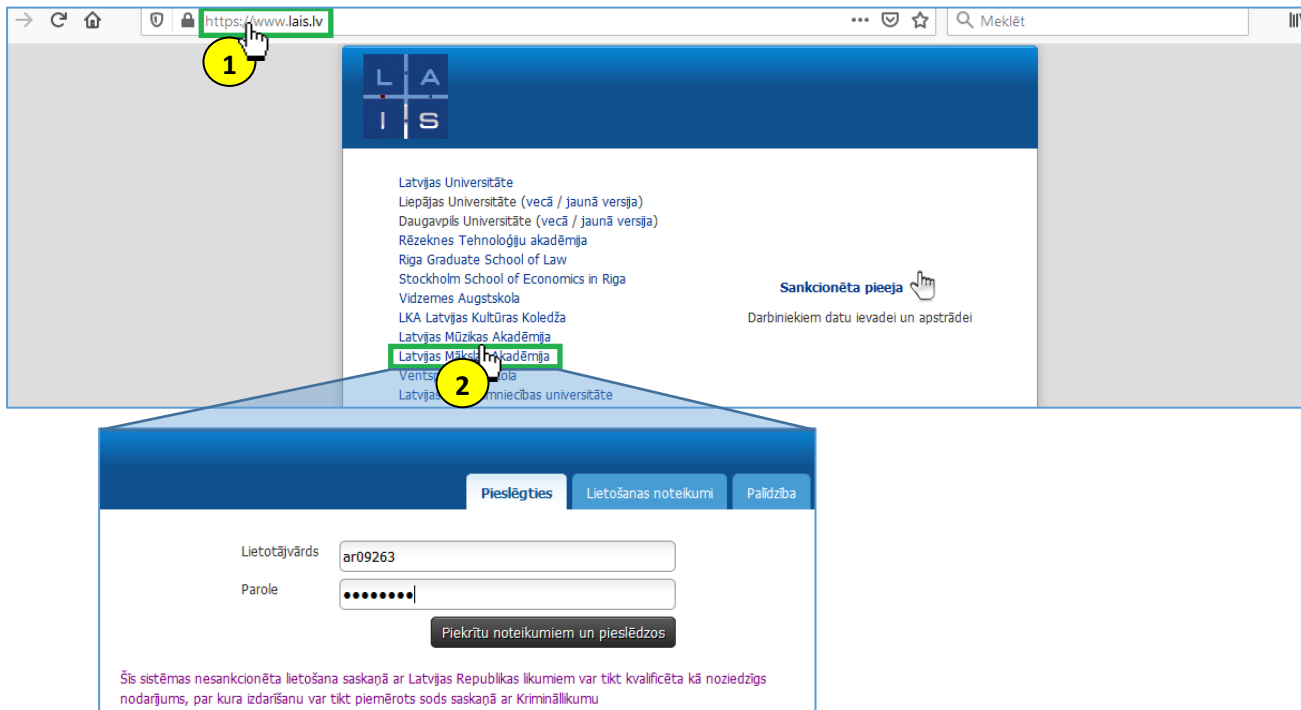 https://www.lais.lv
Meklēt
1
L A
I S
Latvijas Universitāte
Liepājas Universitāte (vecā / jaunā versija)
Daugavpils Universitāte (vecā / jaunā versija)
Rēzeknes Tehnoloģiju akadēmija
Riga Graduate School of Law
Stockholm School of Economics in Riga
Vidzemes Augstskola
LKA Latvijas Kultūras Koledža
Latvijas Mūzikas Akadēmija
Latvijas Akadēmija
2
Latvijas universitāte
Sankcionēta pieeja
Darbiniekiem datu ievadei un apstrādei
Pieslēgties Lietošanas noteikumi Palīdzība
Lietotājvārds ar09263
Parole ••••••••
Piekrītu noteikumiem un pieslēdzos
Šīs sistēmas nesankcionēta lietošana saskaņā ar Latvijas Republikas likumiem var tikt kvalificēta kā noziedzīgs
nodarījums, par kura izdarīšanu var tikt piemērots sods saskaņā ar Krimināllikumu